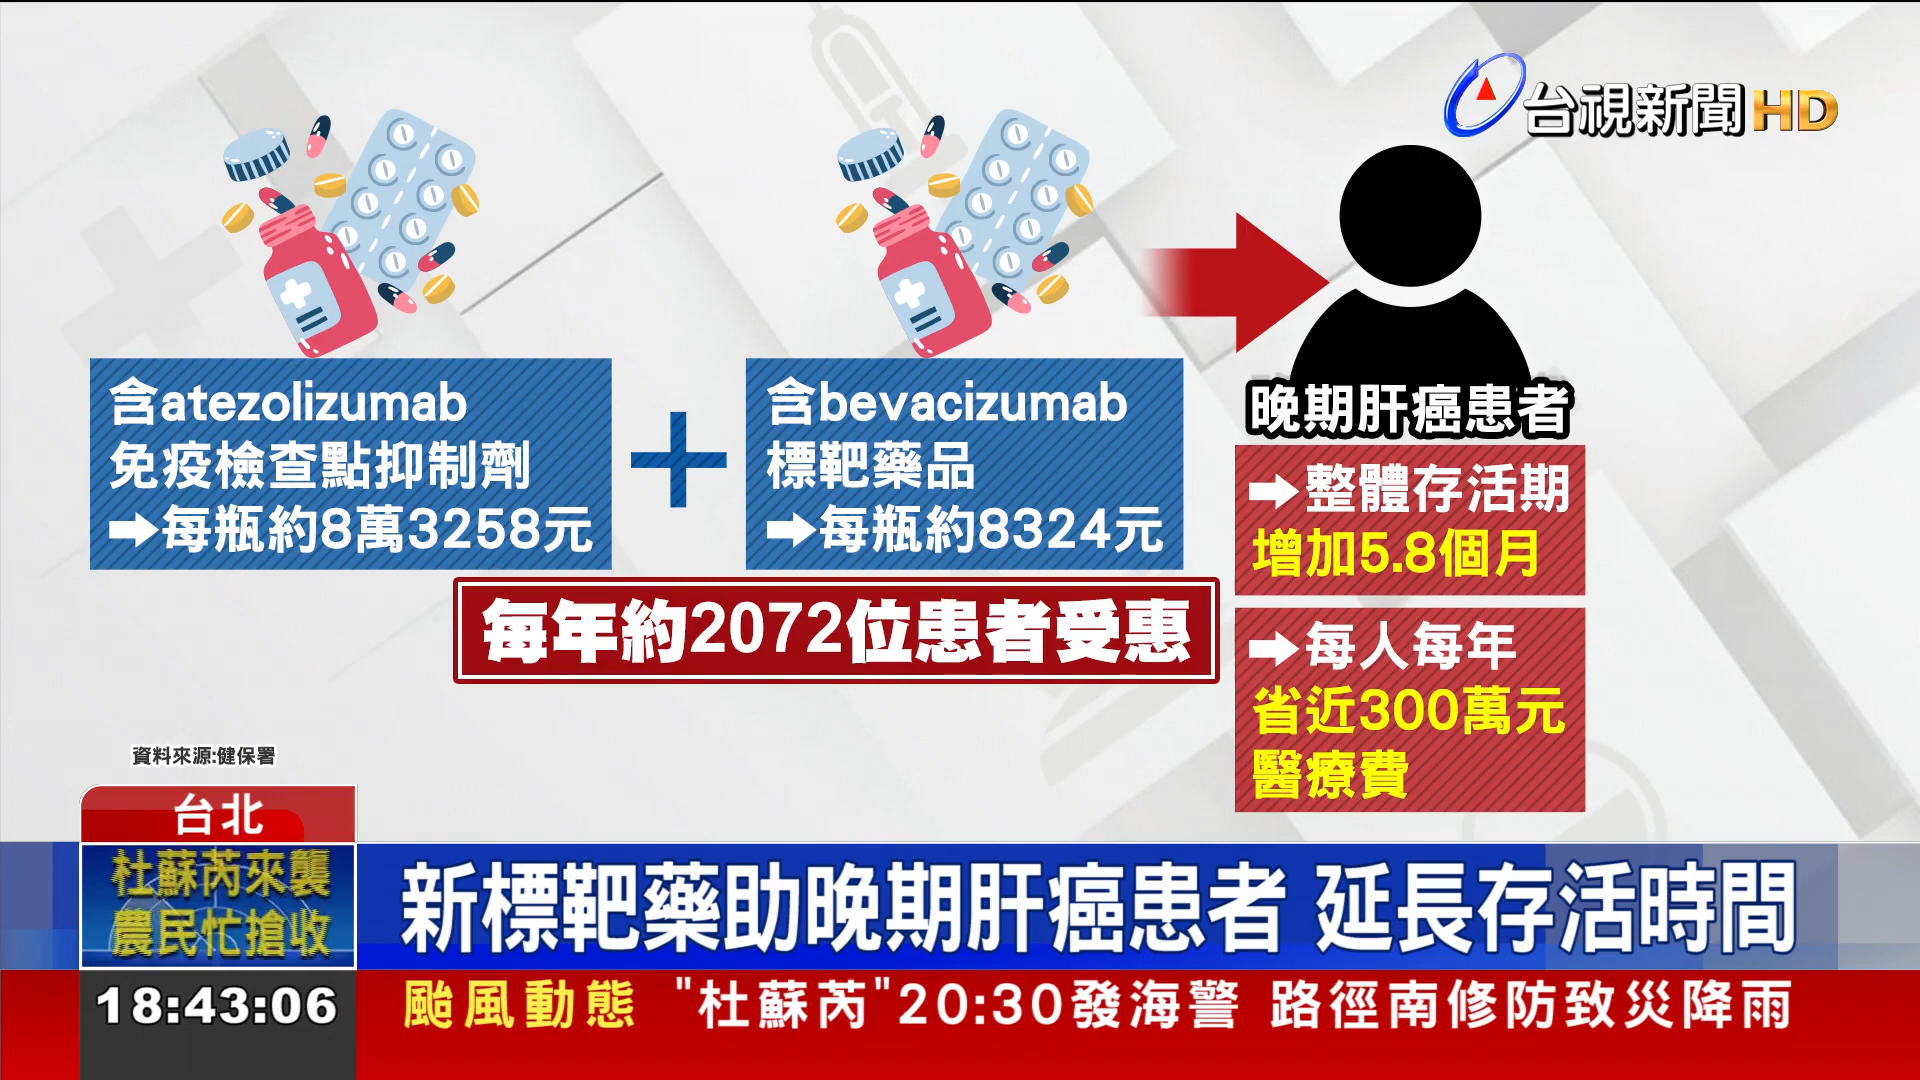 台視新聞HD
含atezolizumab
免疫檢查點抑制劑
➡每瓶約8萬3258元
+
含bevacizumab
標靶藥品
➡每瓶約8324元
晚期肝癌患者
➡整體存活期
增加5.8個月
➡每人每年
省近300萬元
醫療費
每年約2072位患者受惠
資料來源:健保署
台北
杜蘇芮來襲
農民忙搶收
新標靶藥助晚期肝癌患者 延長存活時間
18:43:06
颱風動態 "杜蘇芮"20:30發海警 路徑南修防致災降雨